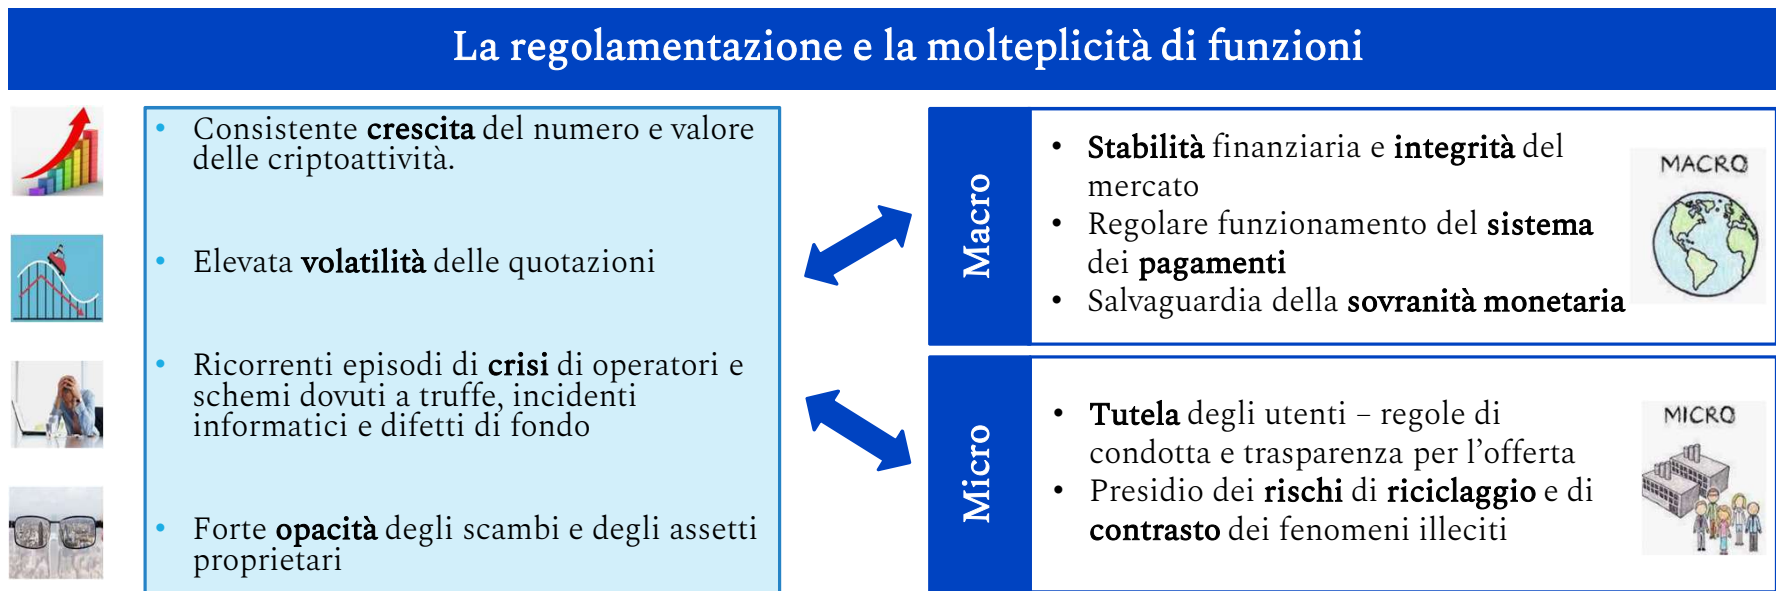 La regolamentazione e la molteplicità di funzioni
• Consistente crescita del numero e valore
delle criptoattività.
• Elevata volatilità delle quotazioni
• Ricorrenti episodi di crisi di operatori e
schemi dovuti a truffe, incidenti
informatici e difetti di fondo
• Forte opacità degli scambi e degli assetti
proprietari
Macro
• Stabilità finanziaria e integrità del
mercato
• Regolare funzionamento del sistema
dei pagamenti
• Salvaguardia della sovranità monetaria
MACRO
Micro
• Tutela degli utenti – regole di
condotta e trasparenza per l’offerta
• Presidio dei rischi di riciclaggio e di
contrasto dei fenomeni illeciti
MICRO